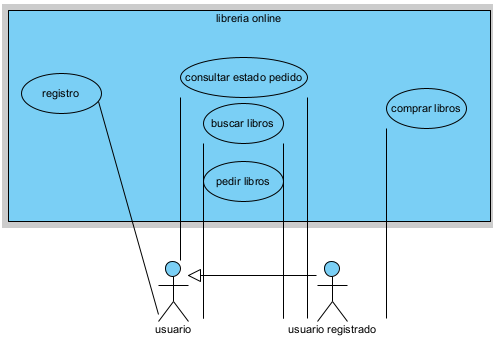 libreria online
consultar estado pedido
registro
comprar libros
buscar libros
pedir libros
usuario
usuario registrado